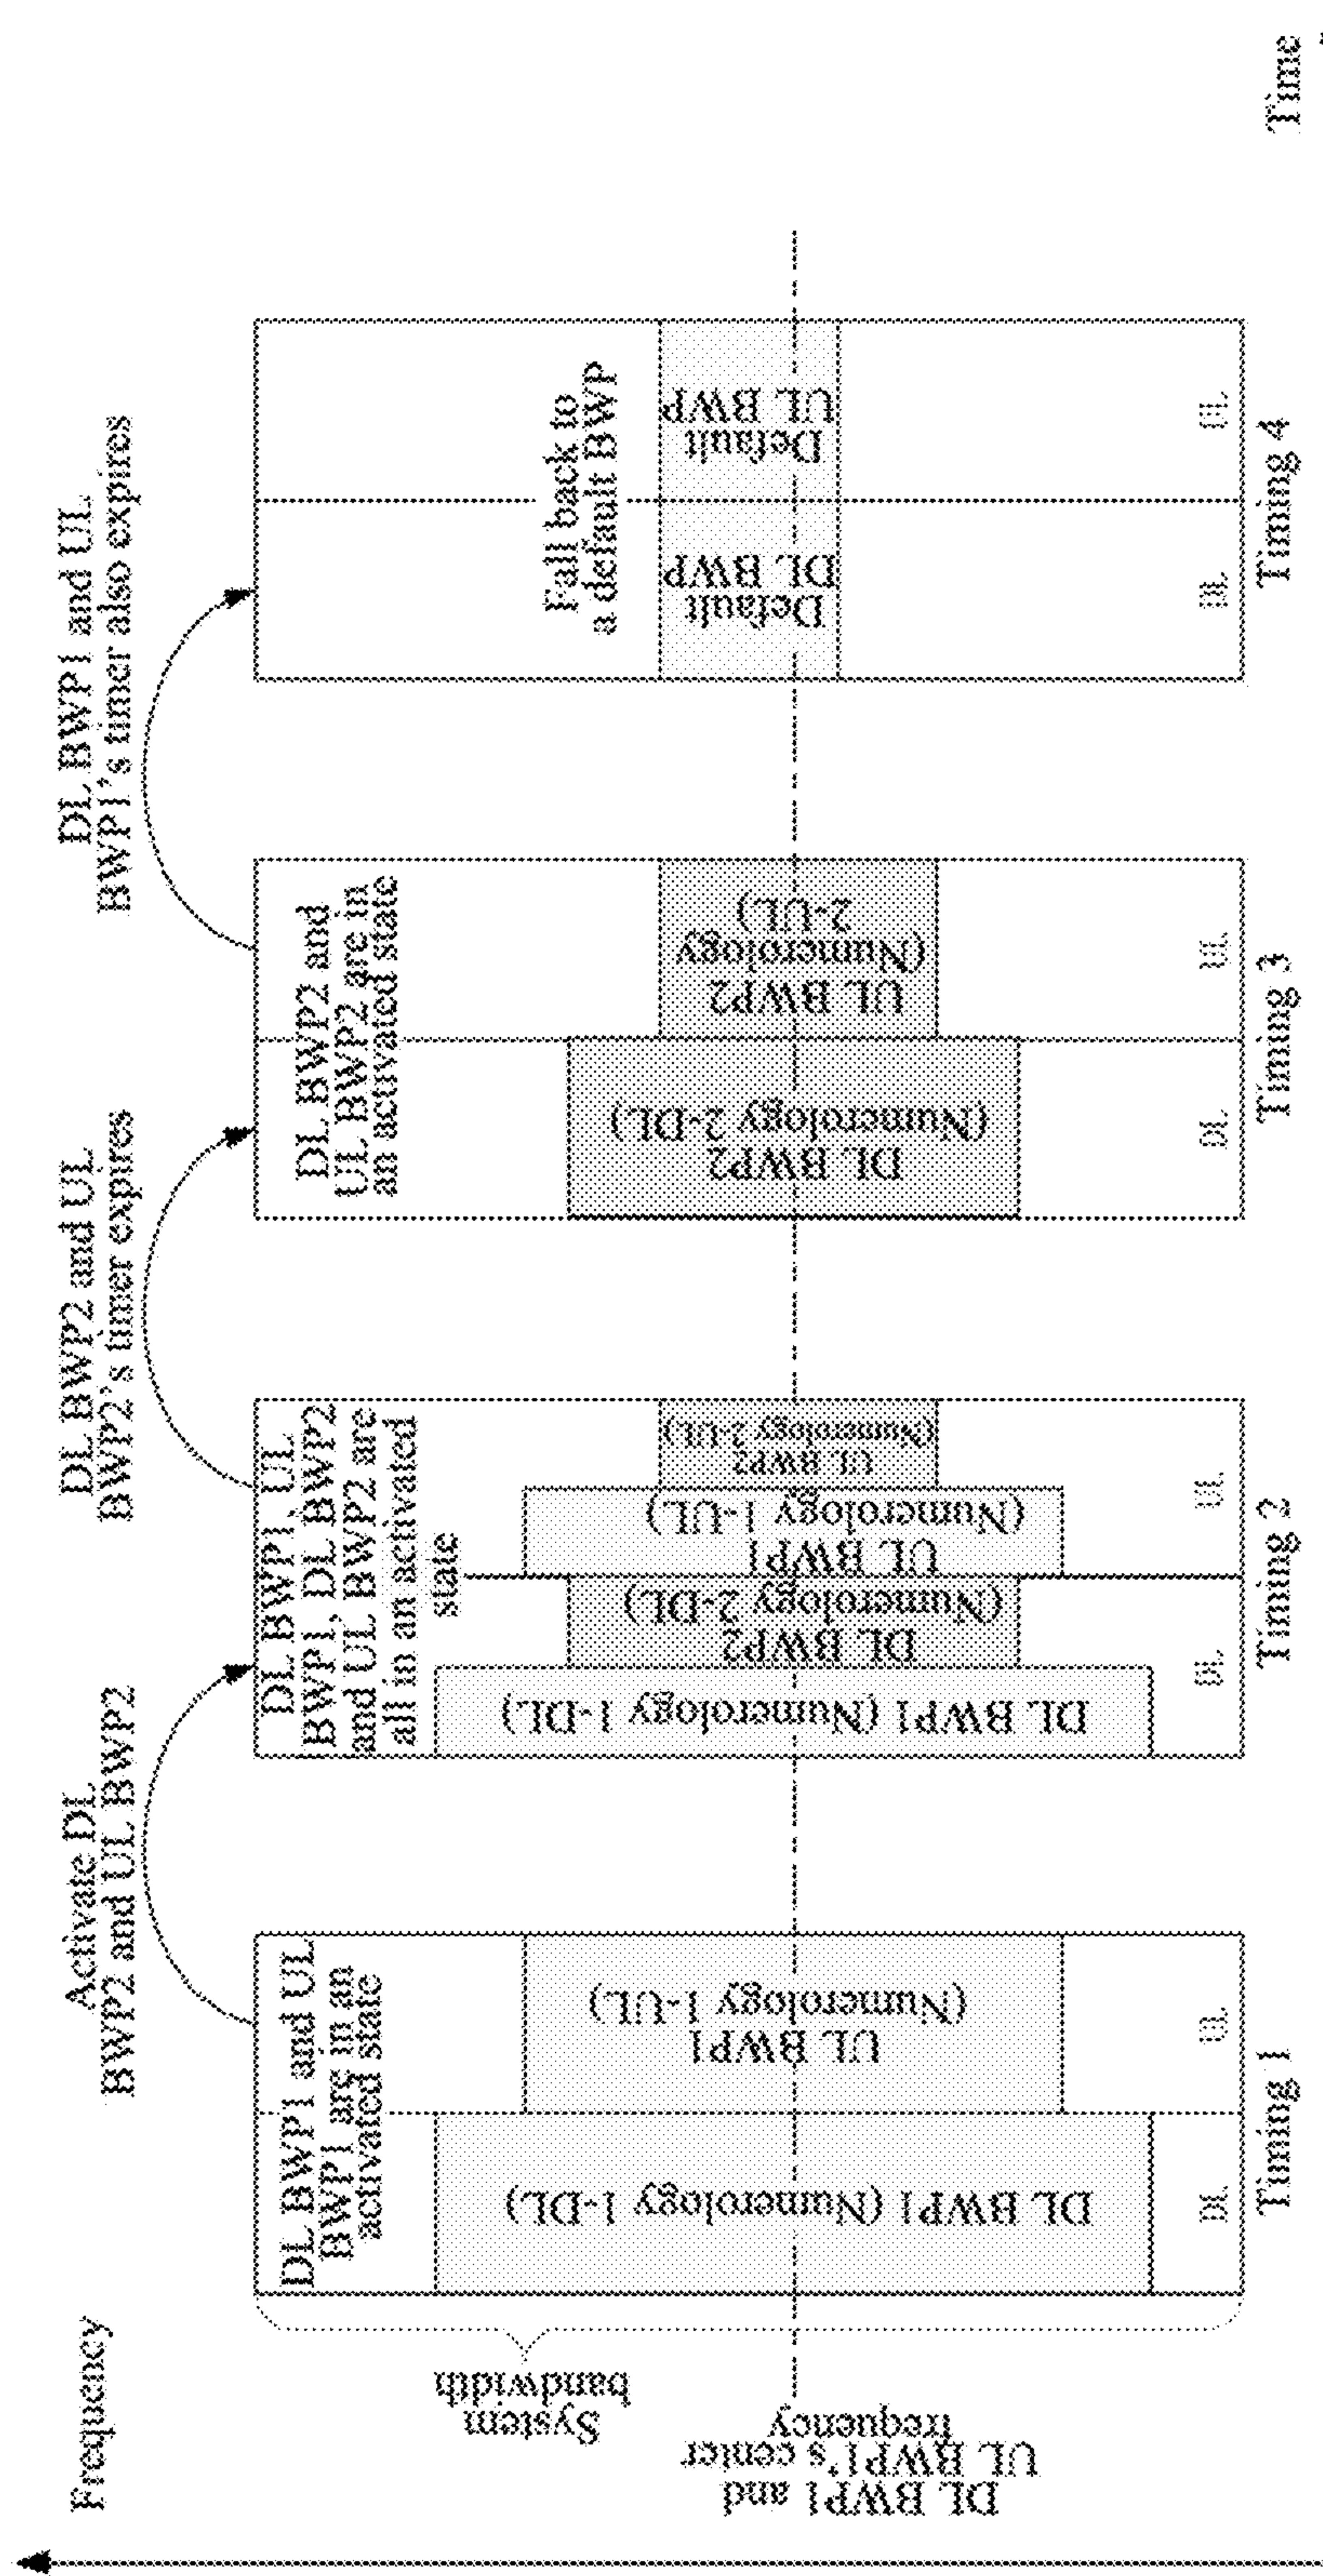 Frequency
Activate DL
BWP2 and UL BWP2
DL BWP2 and UL
BWP2's timer expires
DL BWP1 and UL
BWP1's timer also expires
System
bandwidth
DL BWP1 and
UL BWP1's center
frequency
DL BWP1 and UL
BWP1 are in an
activated state
DL BWP1 (Numerology 1-DL)
UL BWP1
(Numerology 1-UL)
DL
UL
Timing 1
DL BWP1, UL
BWP1, DL BWP2
and UL BWP2 are
all in an activated
state
DL BWP1 (Numerology 1-DL)
DL BWP2
(Numerology 2-DL)
UL BWP1
(Numerology 1-UL)
UL BWP2
(Numerology 2-UL)
DL
UL
Timing 2
DL BWP2 and
UL BWP2 are in
an activated state
DL BWP2
(Numerology 2-DL)
UL BWP2
(Numerology
2-UL)
DL
UL
Timing 3
Fall back to
a default BWP
Default
DL BWP
Default
UL BWP
DL
UL
Timing 4
Time